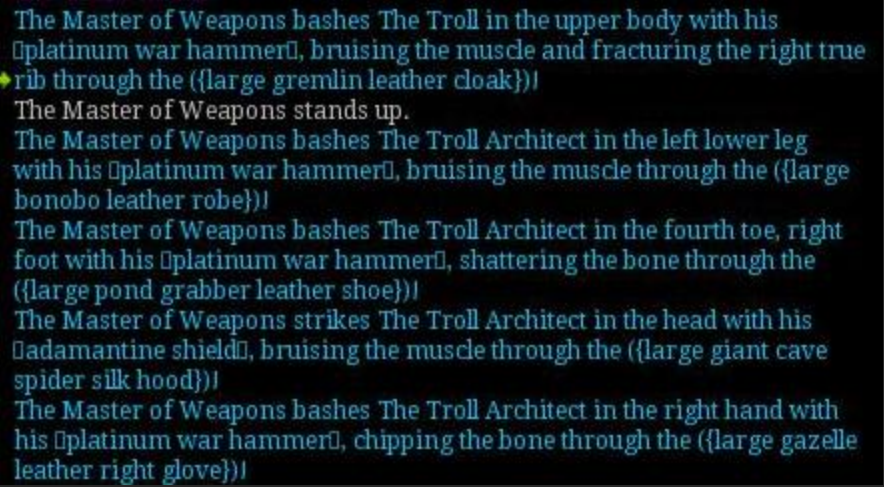 The Master of Weapons bashes The Troll in the upper body with his
▯platinum war hammer▯, bruising the muscle and fracturing the right true
rib through the ({large gremlin leather cloak})!
The Master of Weapons stands up.
The Master of Weapons bashes The Troll Architect in the left lower leg
with his ▯platinum war hammer▯, bruising the muscle through the ({large
bonobo leather robe})!
The Master of Weapons bashes The Troll Architect in the fourth toe, right
foot with his ▯platinum war hammer▯, shattering the bone through the
({large pond grabber leather shoe})!
The Master of Weapons strikes The Troll Architect in the head with his
▯adamantine shield▯, bruising the muscle through the ({large giant cave
spider silk hood})!
The Master of Weapons bashes The Troll Architect in the right hand with
his ▯platinum war hammer▯, chipping the bone through the ({large gazelle
leather right glove})!